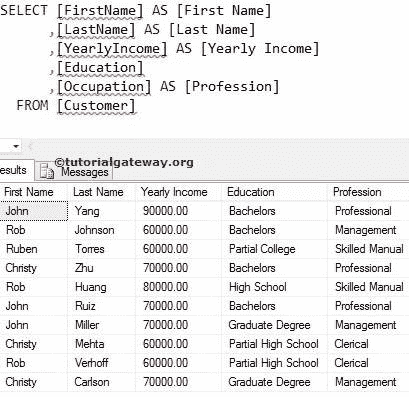 SELECT [FirstName] AS [First Name]
,[LastName] AS [Last Name]
,[YearlyIncome] AS [Yearly Income]
,[Education]
,[Occupation] AS [Profession]
FROM [Customer]
©tutorialgateway.org
esults Messages
First Name Last Name Yearly Income Education Profession
John Yang 90000.00 Bachelors Professional
Rob Johnson 60000.00 Bachelors Management
Ruben Torres 60000.00 Partial College Skilled Manual
Christy Zhu 70000.00 Bachelors Professional
Rob Huang 80000.00 High School Skilled Manual
John Ruiz 70000.00 Bachelors Professional
John Miller 70000.00 Graduate Degree Management
Christy Mehta 60000.00 Partial High School Clerical
Rob Verhoff 60000.00 Partial High School Clerical
Christy Carlson 70000.00 Graduate Degree Management